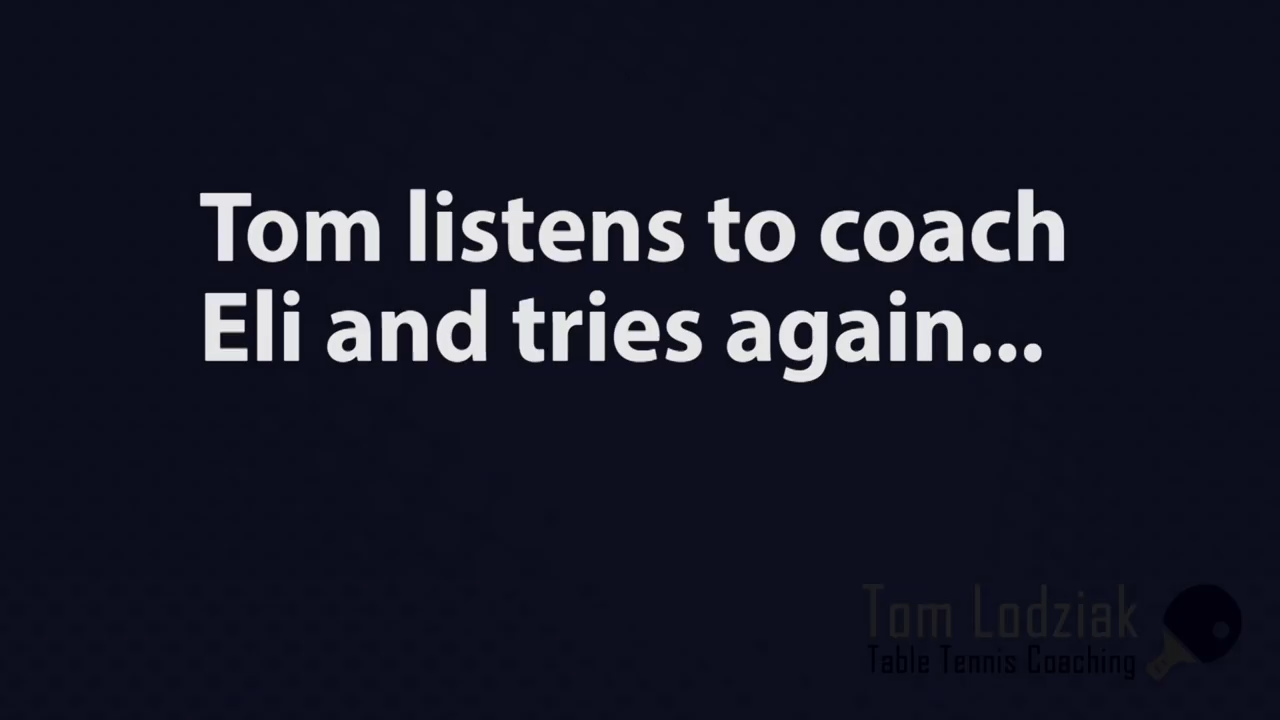 Tom listens to coach
Eli and tries again...
Tom Lodziak
Table Tennis Coaching